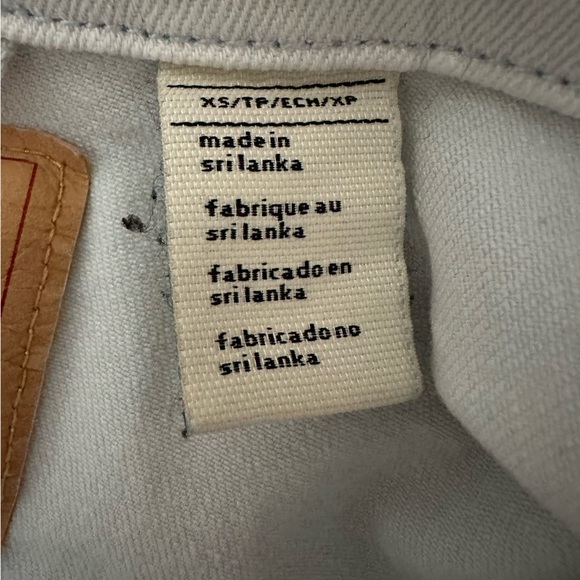 XS/TP/ECH/XP
made in
sri lanka
fabrique au
sri lanka
fabricado en
sri lanka
fabricado no
sri lanka